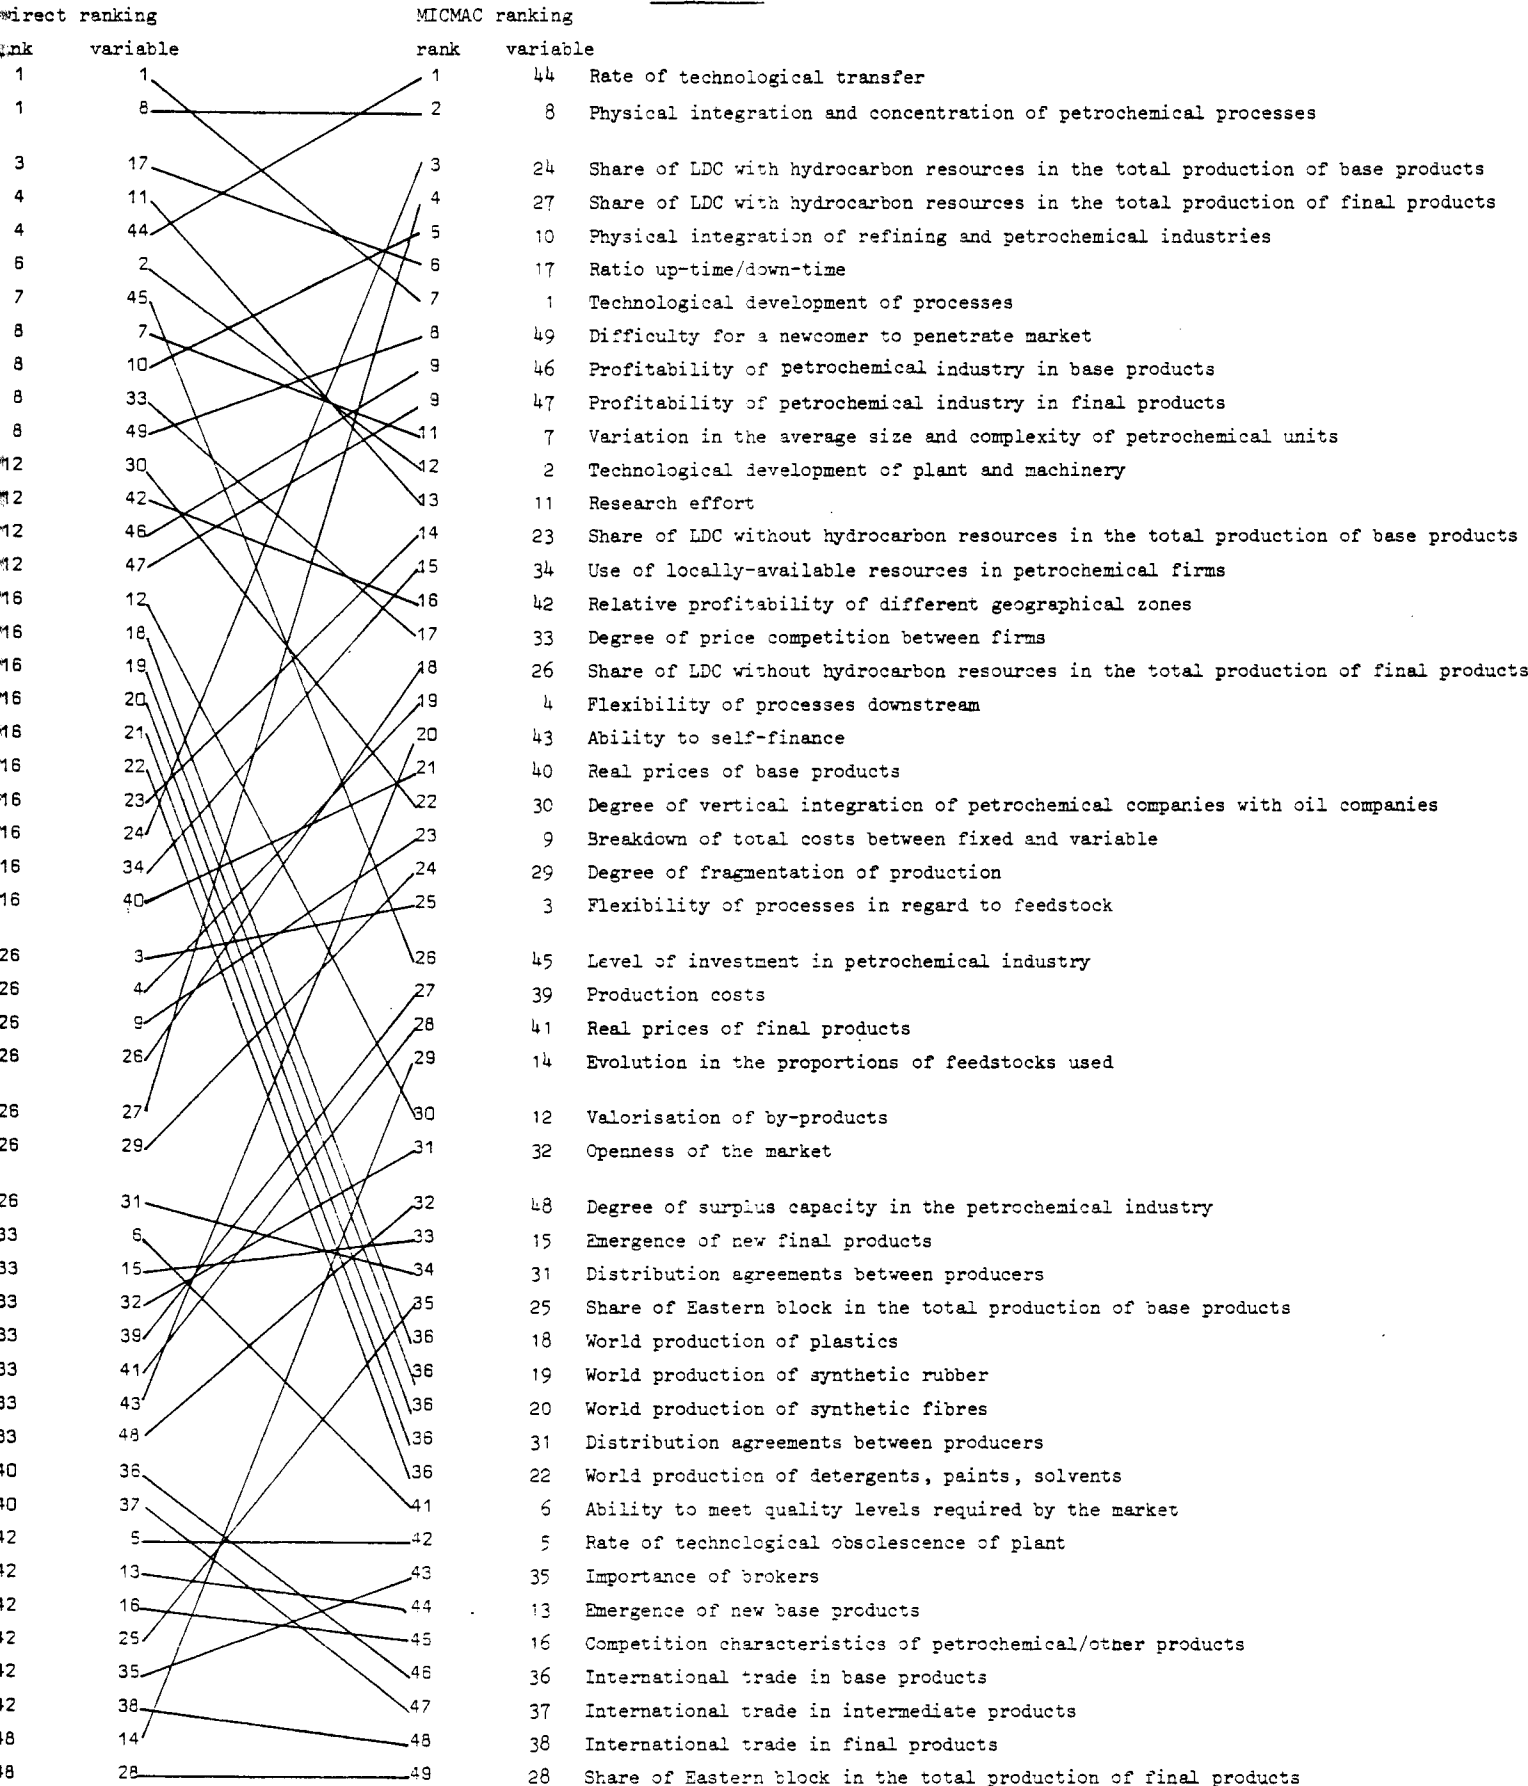 Direct ranking MICMAC ranking
rank variable rank variable
1 1 1 44 Rate of technological transfer
1 8 2 8 Physical integration and concentration of petrochemical processes
3 17 3 24 Share of LDC with hydrocarbon resources in the total production of base products
4 11 4 27 Share of LDC with hydrocarbon resources in the total production of final products
4 44 5 10 Physical integration of refining and petrochemical industries
6 2 6 17 Ratio up-time/down-time
7 45 7 1 Technological development of processes
8 7 8 49 Difficulty for a newcomer to penetrate market
8 10 9 46 Profitability of petrochemical industry in base products
8 33 9 47 Profitability of petrochemical industry in final products
8 49 11 7 Variation in the average size and complexity of petrochemical units
12 30 12 2 Technological development of plant and machinery
12 42 13 11 Research effort
12 46 14 23 Share of LDC without hydrocarbon resources in the total production of base products
12 47 15 34 Use of locally-available resources in petrochemical firms
16 12 16 42 Relative profitability of different geographical zones
16 18 17 33 Degree of price competition between firms
16 19 18 26 Share of LDC without hydrocarbon resources in the total production of final products
16 20 19 4 Flexibility of processes downstream
16 21 20 43 Ability to self-finance
16 22 21 40 Real prices of base products
16 23 22 30 Degree of vertical integration of petrochemical companies with oil companies
16 24 23 9 Breakdown of total costs between fixed and variable
16 34 24 29 Degree of fragmentation of production
16 40 25 3 Flexibility of processes in regard to feedstock
26 3 26 45 Level of investment in petrochemical industry
26 4 27 39 Production costs
26 9 28 41 Real prices of final products
26 26 29 14 Evolution in the proportions of feedstocks used
26 27 30 12 Valorisation of by-products
26 29 31 32 Openness of the market
26 31 32 48 Degree of surplus capacity in the petrochemical industry
33 6 33 15 Emergence of new final products
33 15 34 31 Distribution agreements between producers
33 32 35 25 Share of Eastern block in the total production of base products
33 39 36 18 World production of plastics
33 41 36 19 World production of synthetic rubber
33 43 36 20 World production of synthetic fibres
33 48 36 31 Distribution agreements between producers
40 36 36 22 World production of detergents, paints, solvents
40 37 41 6 Ability to meet quality levels required by the market
42 5 42 5 Rate of technological obsolescence of plant
42 13 43 35 Importance of brokers
42 16 44 13 Emergence of new base products
42 25 45 16 Competition characteristics of petrochemical/other products
42 35 46 36 International trade in base products
42 38 47 37 International trade in intermediate products
48 14 48 38 International trade in final products
48 28 49 28 Share of Eastern block in the total production of final products